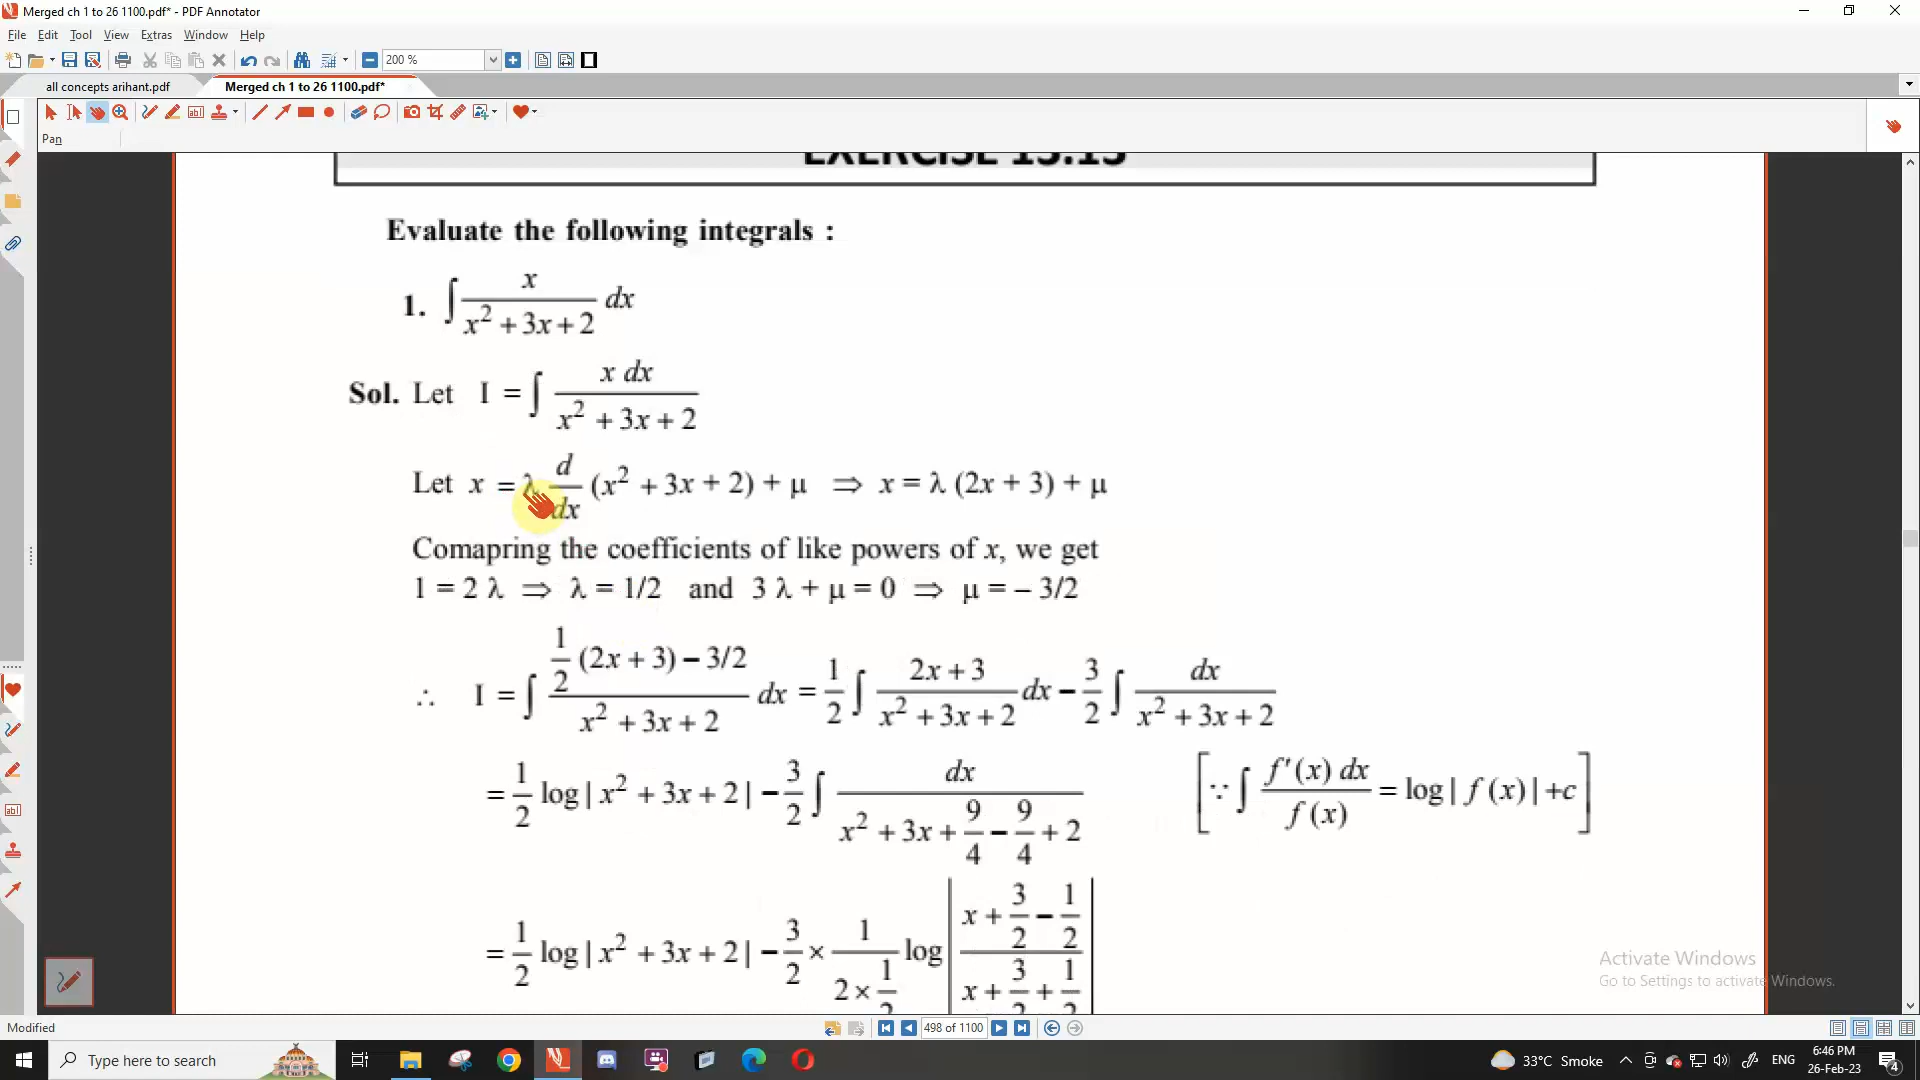 Merged ch 1 to 26 1100.pdf* - PDF Annotator
File Edit Tool View Extras Window Help
200 %
all concepts arihant.pdf
Merged ch 1 to 26 1100.pdf*
Pan
EXERCISE 15.15
Evaluate the following integrals :
1. ∫ x / (x² + 3x + 2) dx
Sol. Let I = ∫ x dx / (x² + 3x + 2)
Let x = λ d/dx (x² + 3x + 2) + μ ⇒ x = λ (2x + 3) + μ
Comapring the coefficients of like powers of x, we get
1 = 2 λ ⇒ λ = 1/2 and 3 λ + μ = 0 ⇒ μ = – 3/2
∴ I = ∫ (1/2 (2x + 3) – 3/2) / (x² + 3x + 2) dx = 1/2 ∫ (2x + 3) / (x² + 3x + 2) dx – 3/2 ∫ dx / (x² + 3x + 2)
= 1/2 log | x² + 3x + 2 | – 3/2 ∫ dx / (x² + 3x + 9/4 – 9/4 + 2) [∵ ∫ f'(x) dx / f (x) = log | f (x) | +c]
= 1/2 log | x² + 3x + 2 | – 3/2 × 1 / (2 × 1/2) log | (x + 3/2 – 1/2) / (x + 3/2 + 1/2) |
Activate Windows
Go to Settings to activate Windows.
Modified
498 of 1100
Type here to search
33°C Smoke
ENG
6:46 PM
26-Feb-23
4